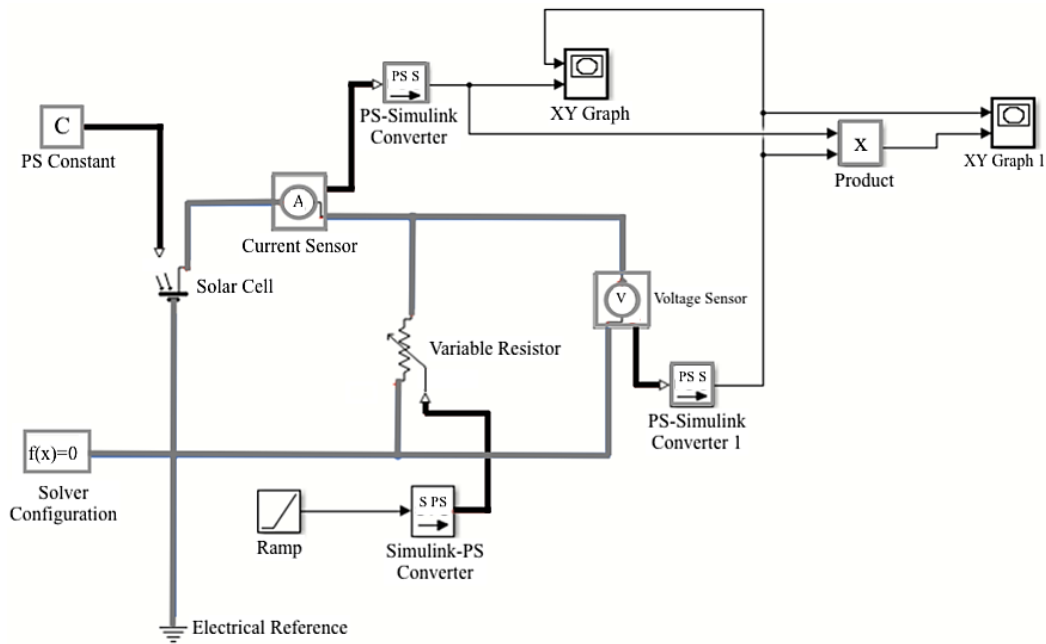 PS S
PS-Simulink
Converter
XY Graph
C
PS Constant
X
Product
XY Graph 1
A
Current Sensor
Solar Cell
V
Voltage Sensor
Variable Resistor
PS S
PS-Simulink
Converter 1
f(x)=0
Solver
Configuration
Ramp
S PS
Simulink-PS
Converter
Electrical Reference